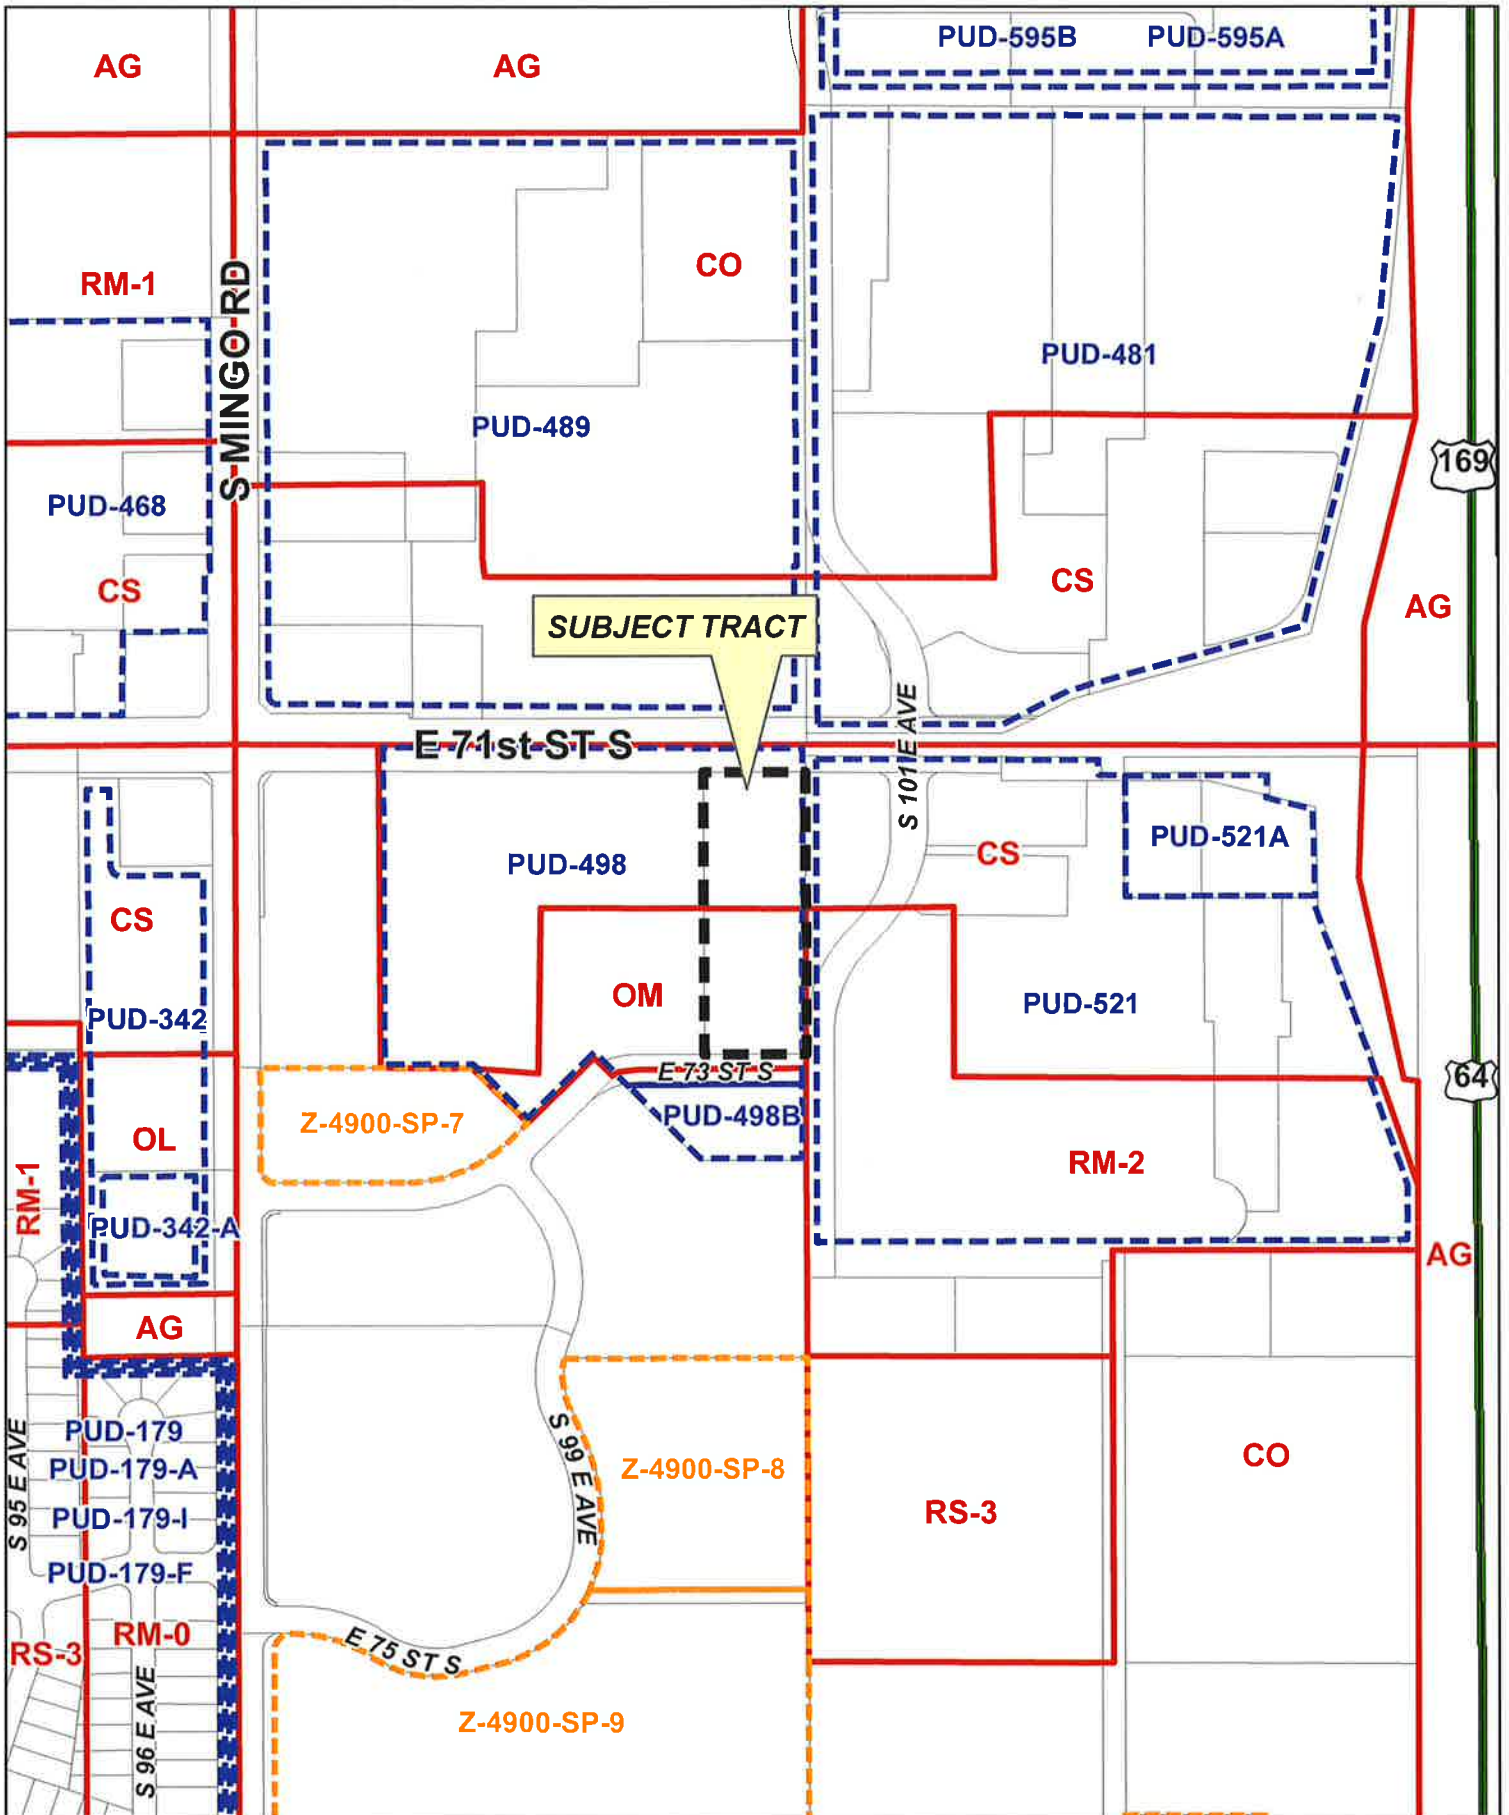 PUD-595B
PUD-595A
AG
AG
RM-1
CO
S MINGO RD
PUD-481
PUD-489
169
PUD-468
CS
CS
AG
SUBJECT TRACT
S 101 E AVE
E 71st ST S
PUD-498
CS
PUD-521A
CS
OM
PUD-521
PUD-342
E 73 ST S
64
PUD-498B
Z-4900-SP-7
OL
RM-2
RM-1
PUD-342-A
AG
AG
PUD-179
S 95 E AVE
PUD-179-A
S 99 E AVE
Z-4900-SP-8
CO
RS-3
PUD-179-I
PUD-179-F
RM-0
E 75 ST S
RS-3
S 96 E AVE
Z-4900-SP-9